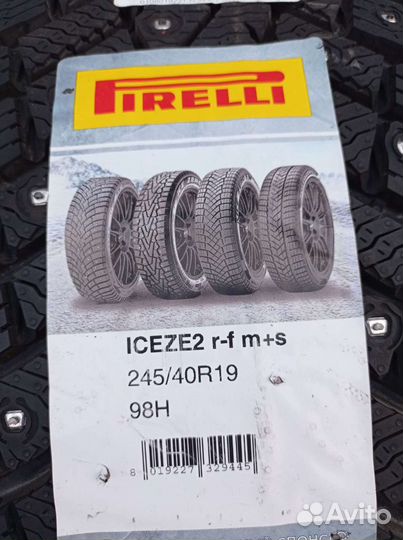 PIRELLI
ICEZE2 r-f m+s
245/40R19
98H
8 019227 329445
Avito